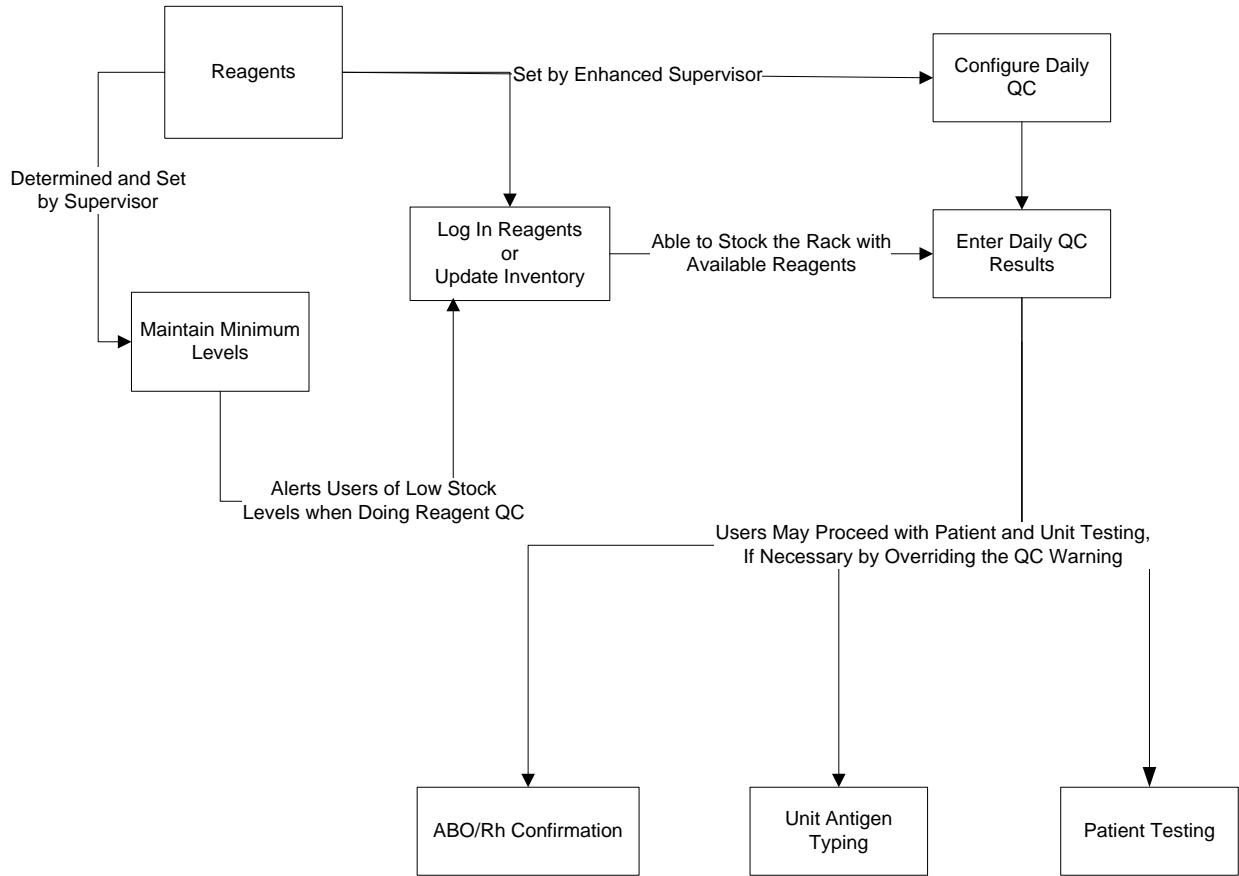 Reagents
Set by Enhanced Supervisor
Configure Daily
QC
Determined and Set
by Supervisor
Log In Reagents
or
Update Inventory
Able to Stock the Rack with
Available Reagents
Enter Daily QC
Results
Maintain Minimum
Levels
Alerts Users of Low Stock
Levels when Doing Reagent QC
Users May Proceed with Patient and Unit Testing,
If Necessary by Overriding the QC Warning
ABO/Rh Confirmation
Unit Antigen
Typing
Patient Testing